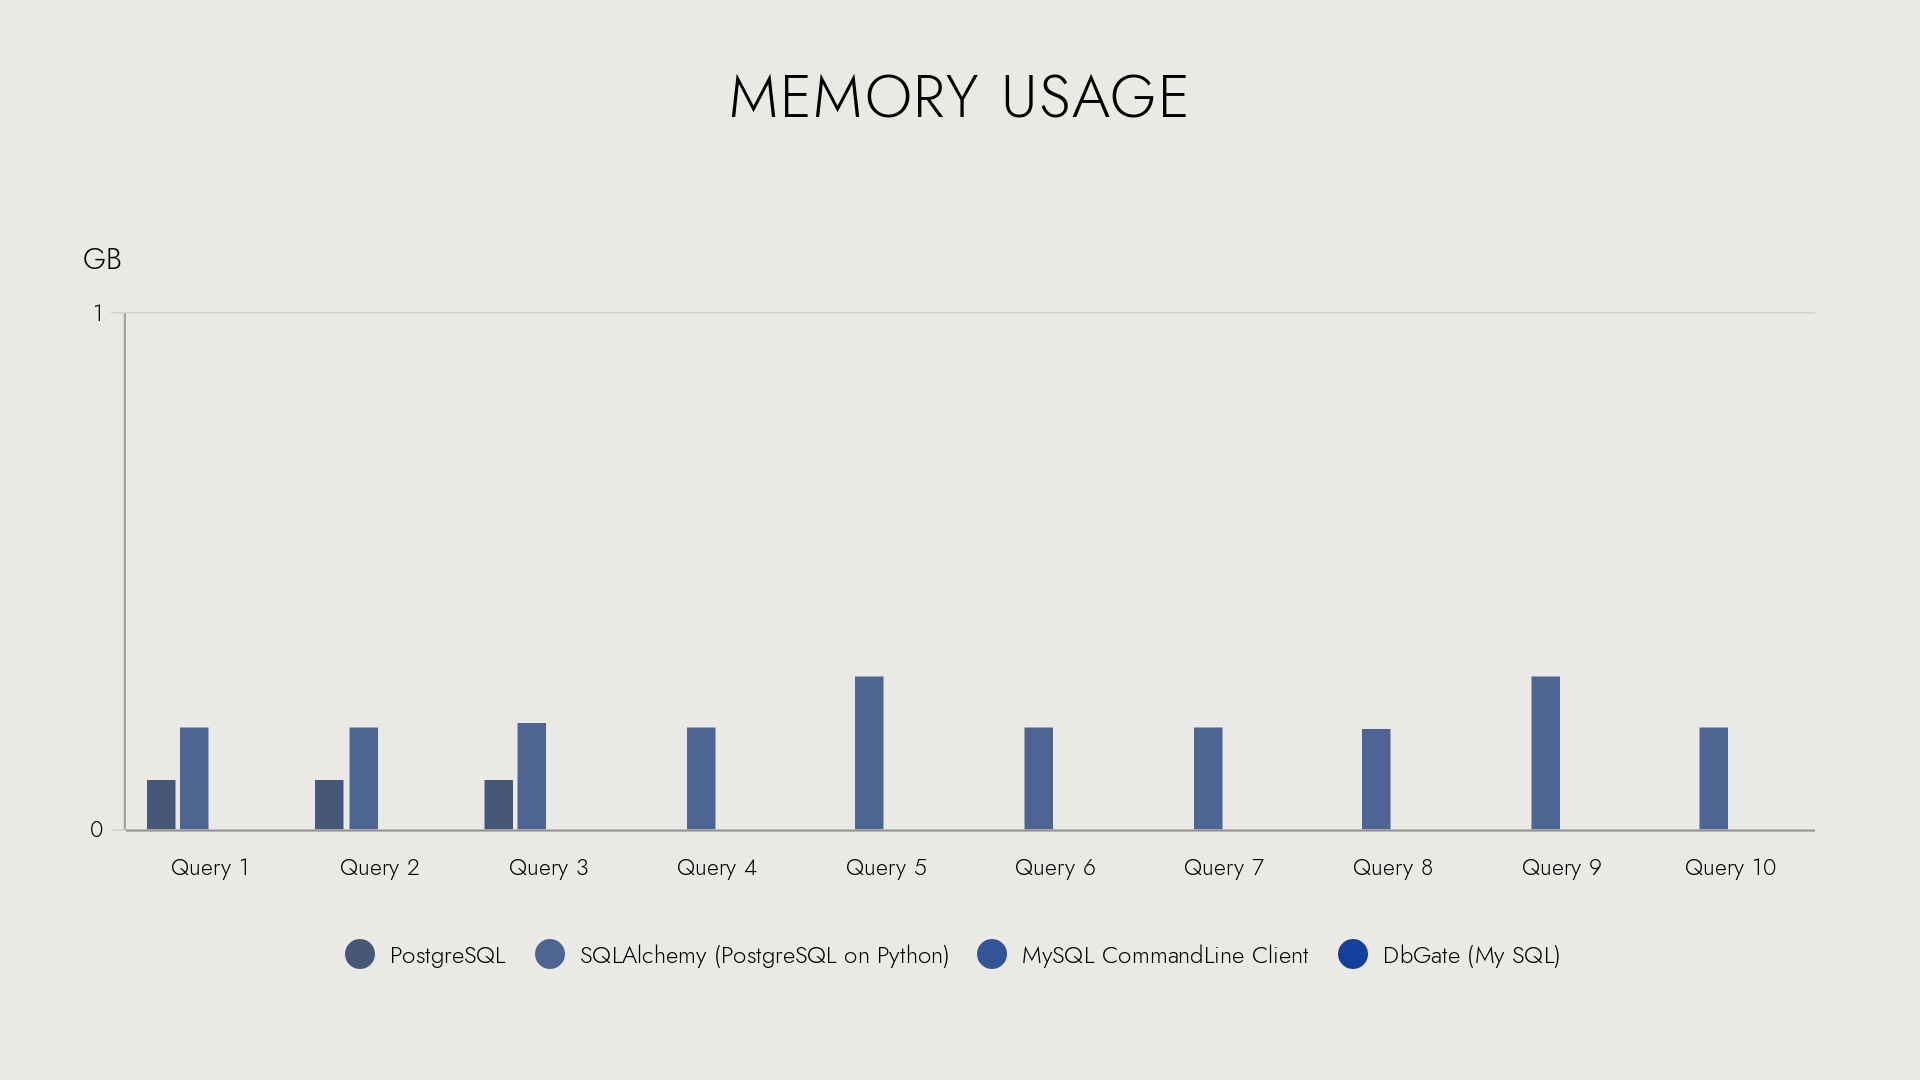 MEMORY USAGE
GB
1
0
Query 1
Query 2
Query 3
Query 4
Query 5
Query 6
Query 7
Query 8
Query 9
Query 10
PostgreSQL
SQLAlchemy (PostgreSQL on Python)
MySQL CommandLine Client
DbGate (My SQL)